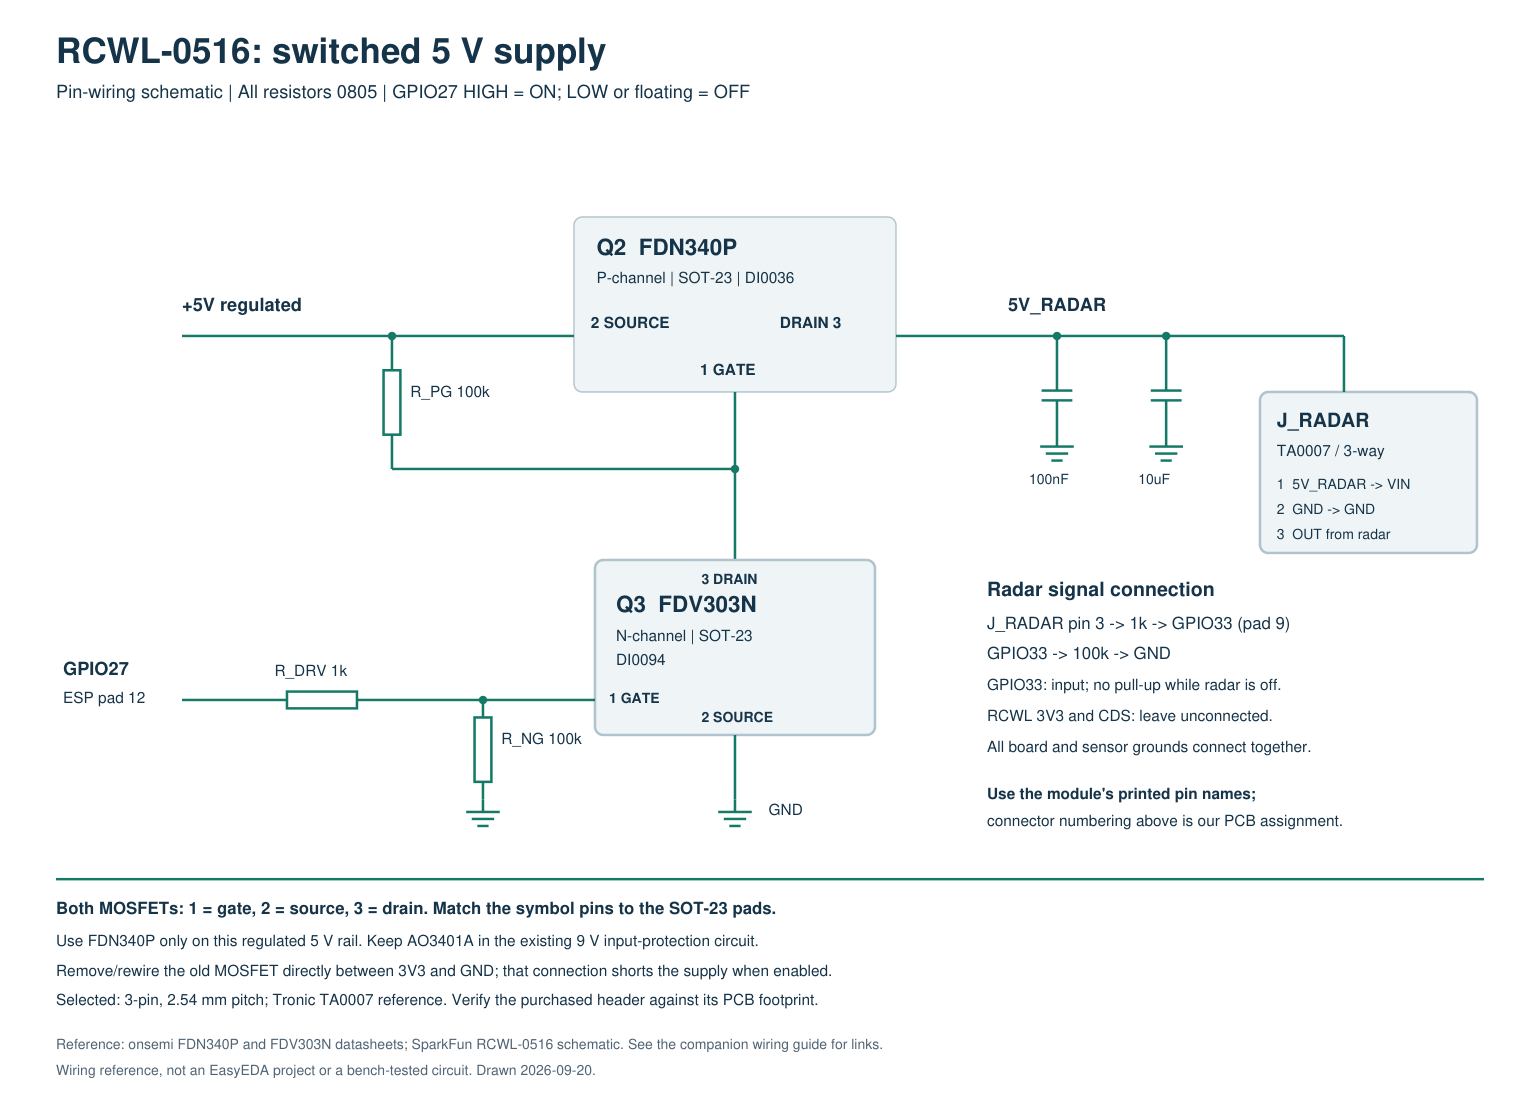 RCWL-0516: switched 5 V supply
Pin-wiring schematic | All resistors 0805 | GPIO27 HIGH = ON; LOW or floating = OFF
Q2 FDN340P
P-channel | SOT-23 | DI0036
+5V regulated
2 SOURCE
DRAIN 3
1 GATE
5V_RADAR
R_PG 100k
100nF
10uF
J_RADAR
TA0007 / 3-way
1 5V_RADAR -> VIN
2 GND -> GND
3 OUT from radar
3 DRAIN
Q3 FDV303N
N-channel | SOT-23
DI0094
1 GATE
2 SOURCE
GPIO27
ESP pad 12
R_DRV 1k
R_NG 100k
GND
Radar signal connection
J_RADAR pin 3 -> 1k -> GPIO33 (pad 9)
GPIO33 -> 100k -> GND
GPIO33: input; no pull-up while radar is off.
RCWL 3V3 and CDS: leave unconnected.
All board and sensor grounds connect together.
Use the module's printed pin names;
connector numbering above is our PCB assignment.
Both MOSFETs: 1 = gate, 2 = source, 3 = drain. Match the symbol pins to the SOT-23 pads.
Use FDN340P only on this regulated 5 V rail. Keep AO3401A in the existing 9 V input-protection circuit.
Remove/rewire the old MOSFET directly between 3V3 and GND; that connection shorts the supply when enabled.
Selected: 3-pin, 2.54 mm pitch; Tronic TA0007 reference. Verify the purchased header against its PCB footprint.
Reference: onsemi FDN340P and FDV303N datasheets; SparkFun RCWL-0516 schematic. See the companion wiring guide for links.
Wiring reference, not an EasyEDA project or a bench-tested circuit. Drawn 2026-09-20.